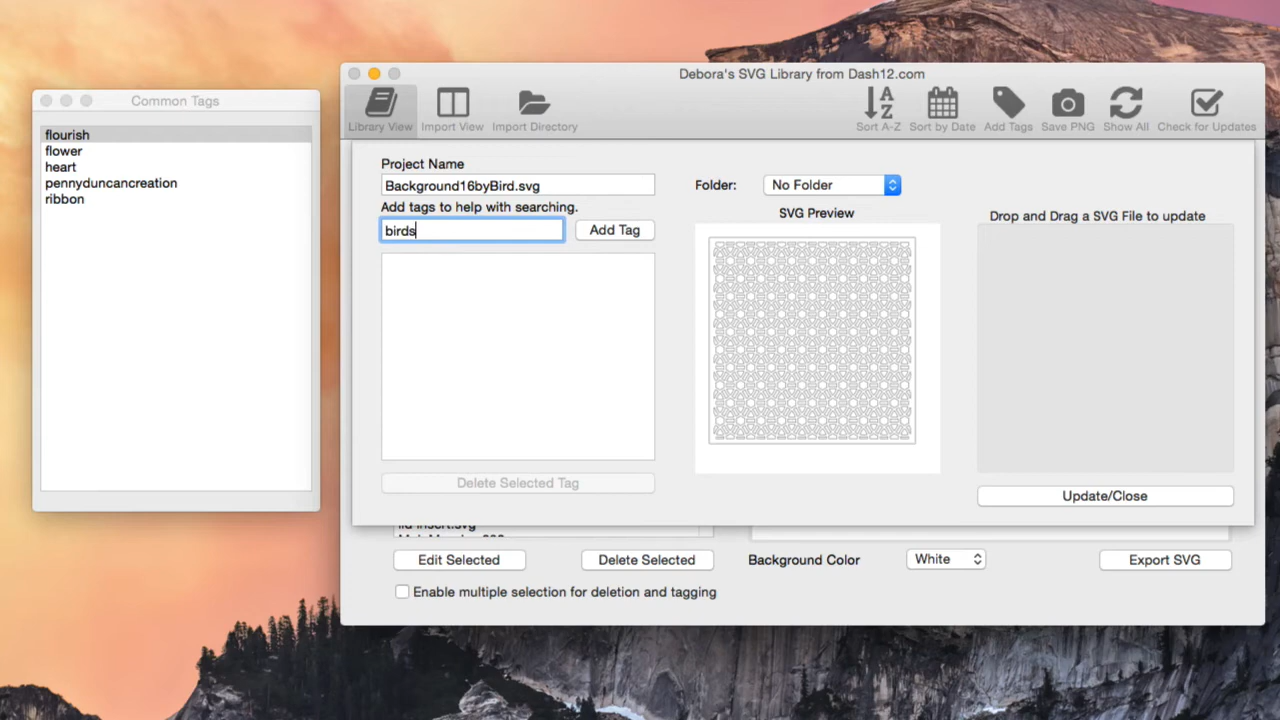 Common Tags
flourish
flower
heart
pennyduncancreation
ribbon
Debora's SVG Library from Dash12.com
Library View Import View Import Directory Sort A-Z Sort by Date Add Tags Save PNG Show All Check for Updates
Project Name
Background16byBird.svg
Folder: No Folder
Add tags to help with searching.
birds Add Tag
SVG Preview
Drop and Drag a SVG File to update
Delete Selected Tag
Update/Close
Edit Selected Delete Selected Background Color White Export SVG
Enable multiple selection for deletion and tagging